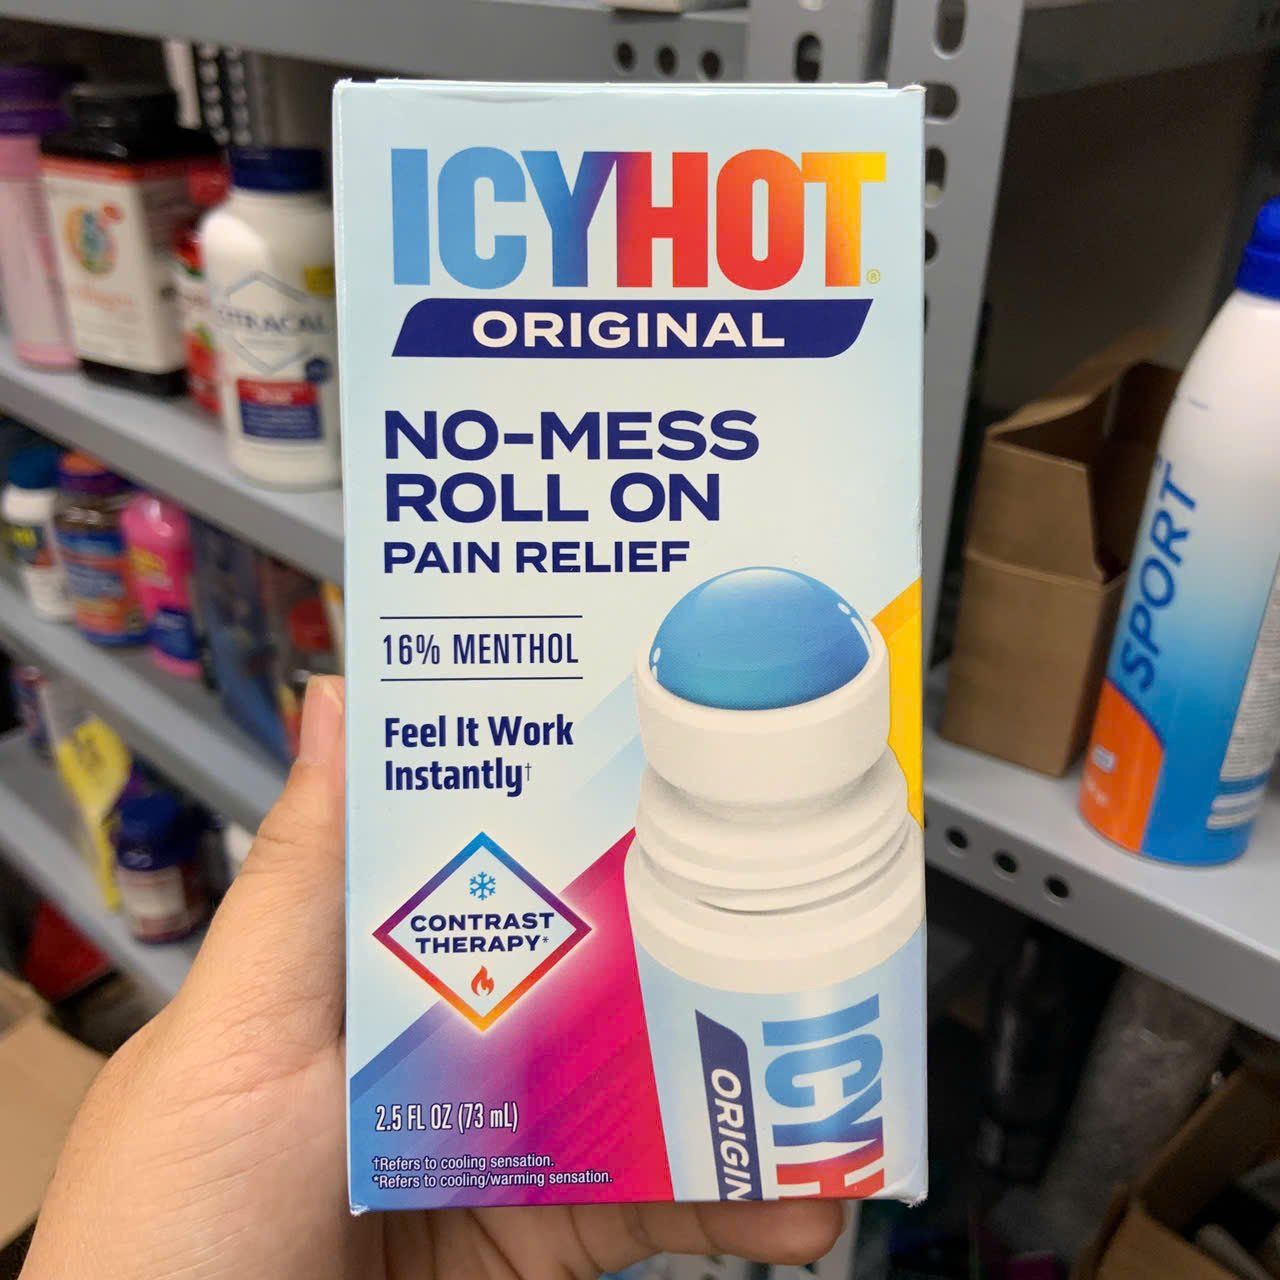 ICYHOT®
ORIGINAL
NO-MESS
ROLL ON
PAIN RELIEF
16% MENTHOL
Feel It Work
Instantly†
CONTRAST
THERAPY*
ICYH
ORIGIN
2.5 FL OZ (73 mL)
†Refers to cooling sensation.
*Refers to cooling/warming sensation.
SPORT